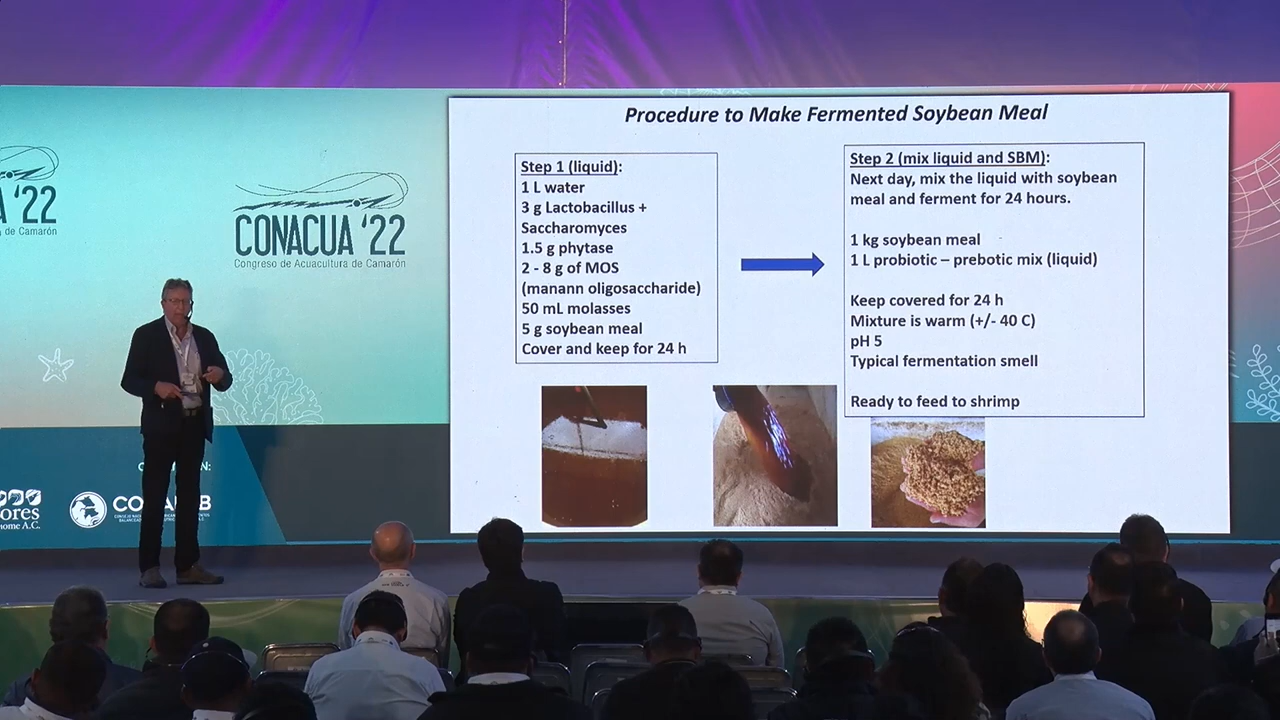 Procedure to Make Fermented Soybean Meal
Step 1 (liquid):
1 L water
3 g Lactobacillus +
Saccharomyces
1.5 g phytase
2 - 8 g of MOS
(manann oligosaccharide)
50 mL molasses
5 g soybean meal
Cover and keep for 24 h
Step 2 (mix liquid and SBM):
Next day, mix the liquid with soybean
meal and ferment for 24 hours.
1 kg soybean meal
1 L probiotic – prebotic mix (liquid)
Keep covered for 24 h
Mixture is warm (+/- 40 C)
pH 5
Typical fermentation smell
Ready to feed to shrimp
A '22
de Camarón
CONACUA '22
Congreso de Acuacultura de Camarón
ores
ome A.C.